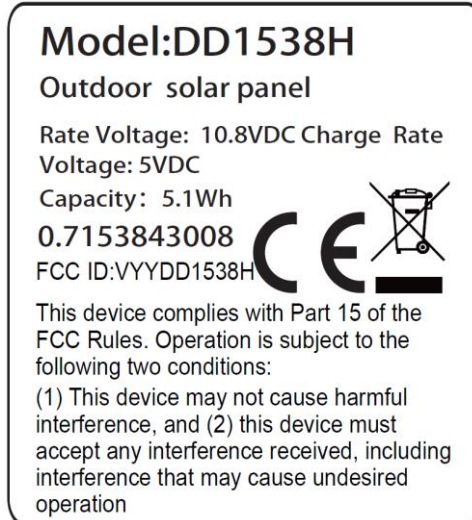 Model:DD1538H
Outdoor solar panel
Rate Voltage: 10.8VDC Charge Rate
Voltage: 5VDC
Capacity: 5.1Wh
0.7153843008
FCC ID:VYYDD1538H
CE
This device complies with Part 15 of the
FCC Rules. Operation is subject to the
following two conditions:
(1) This device may not cause harmful
interference, and (2) this device must
accept any interference received, including
interference that may cause undesired
operation